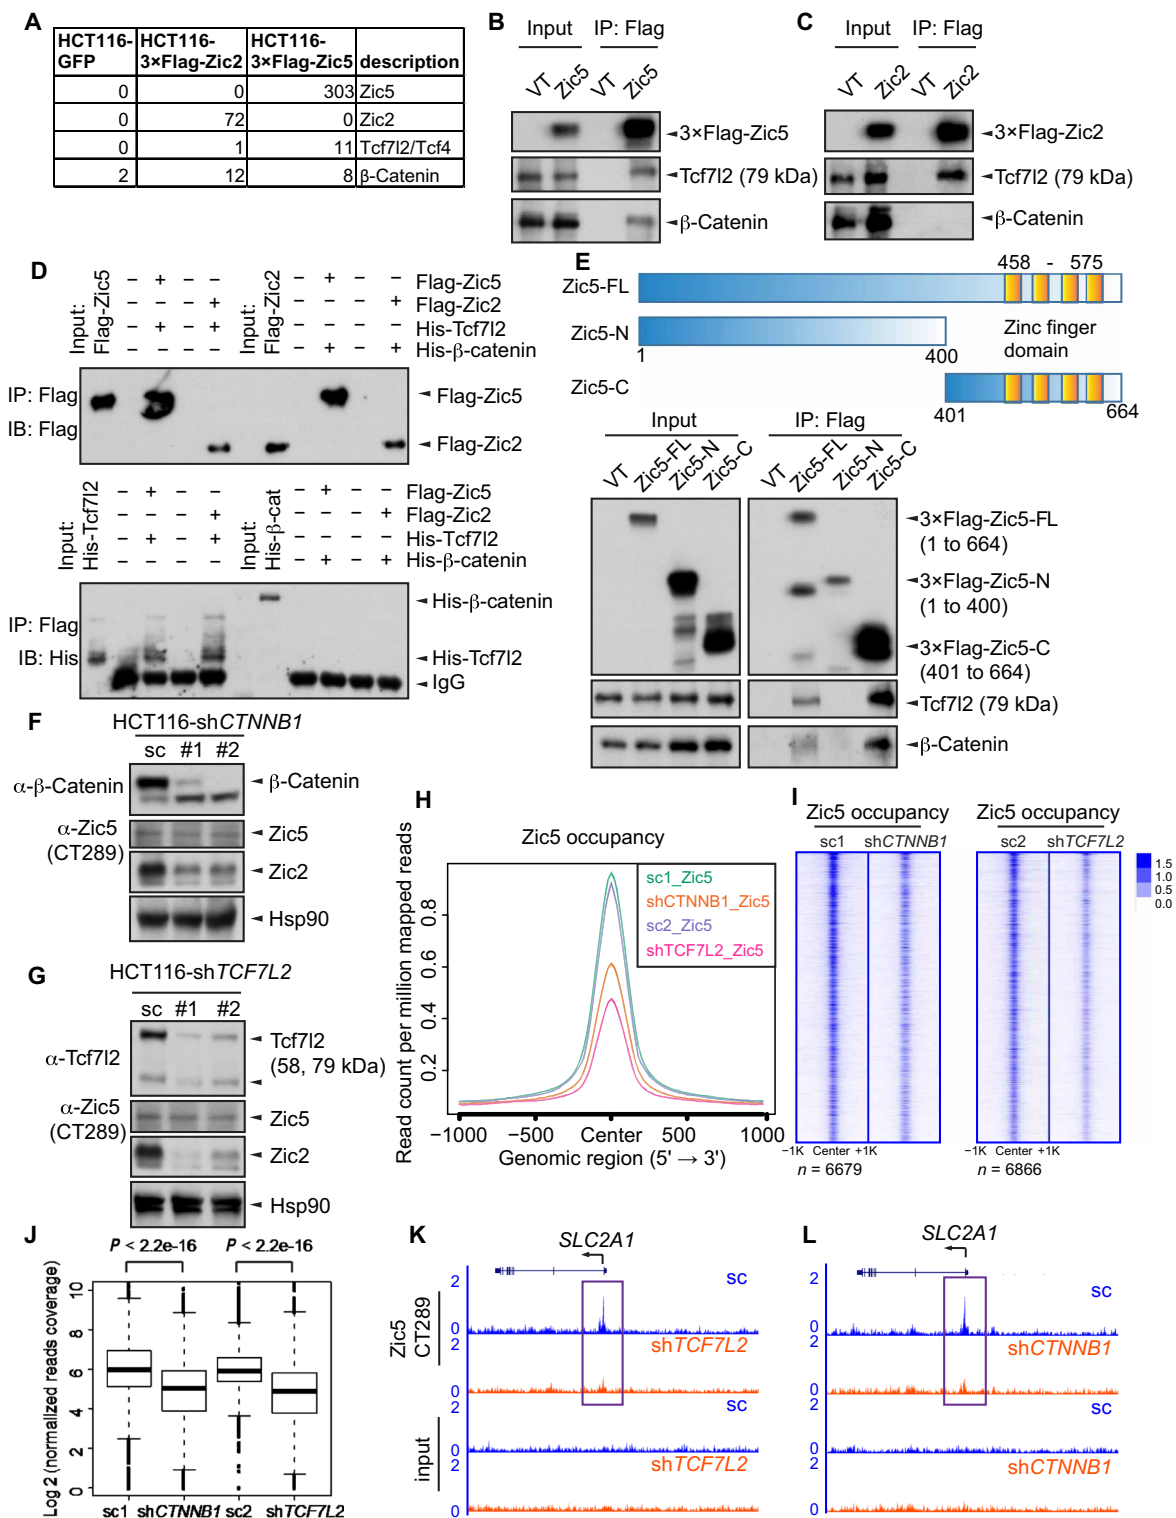 A
HCT116-GFP HCT116-3×Flag-Zic2 HCT116-3×Flag-Zic5 description
0 0 303 Zic5
0 72 0 Zic2
0 1 11 Tcf7l2/Tcf4
2 12 8 β-Catenin
B
Input IP: Flag
VT Zic5 VT Zic5
3×Flag-Zic5
Tcf7l2 (79 kDa)
β-Catenin
C
Input IP: Flag
VT Zic2 VT Zic2
3×Flag-Zic2
Tcf7l2 (79 kDa)
β-Catenin
D
Input: Flag-Zic5
Input: Flag-Zic2
− + − − − + − − Flag-Zic5
− − − + − − − + Flag-Zic2
− + − + − − − − His-Tcf7l2
− − − − − + − + His-β-catenin
IP: Flag
IB: Flag
Flag-Zic5
Flag-Zic2
Input: His-Tcf7l2
Input: His-β-cat
− + − − − + − − Flag-Zic5
− − − + − − − + Flag-Zic2
− + − + − − − − His-Tcf7l2
− − − − − + − + His-β-catenin
IP: Flag
IB: His
His-β-catenin
His-Tcf7l2
IgG
E
458 - 575
Zic5-FL
Zic5-N
1 400
Zinc finger
domain
Zic5-C
401 664
Input IP: Flag
VT Zic5-FL Zic5-N Zic5-C VT Zic5-FL Zic5-N Zic5-C
3×Flag-Zic5-FL
(1 to 664)
3×Flag-Zic5-N
(1 to 400)
3×Flag-Zic5-C
(401 to 664)
Tcf7l2 (79 kDa)
β-Catenin
F
HCT116-shCTNNB1
sc #1 #2
α-β-Catenin
β-Catenin
α-Zic5
(CT289)
Zic5
Zic2
Hsp90
G
HCT116-shTCF7L2
sc #1 #2
α-Tcf7l2
Tcf7l2
(58, 79 kDa)
α-Zic5
(CT289)
Zic5
Zic2
Hsp90
H
Zic5 occupancy
Read count per million mapped reads
0.8
0.6
0.4
0.2
sc1_Zic5
shCTNNB1_Zic5
sc2_Zic5
shTCF7L2_Zic5
−1000 −500 Center 500 1000
Genomic region (5' → 3')
I
Zic5 occupancy Zic5 occupancy
sc1 shCTNNB1 sc2 shTCF7L2
1.5
1.0
0.5
0.0
−1K Center +1K −1K Center +1K
n = 6679 n = 6866
J
P < 2.2e-16 P < 2.2e-16
Log 2 (normalized reads coverage)
10
8
6
4
2
0
sc1 shCTNNB1 sc2 shTCF7L2
K
SLC2A1
Zic5
CT289
input
2
sc
0
2
shTCF7L2
0
2
sc
0
2
shTCF7L2
0
L
SLC2A1
2
sc
0
2
shCTNNB1
0
2
sc
0
2
shCTNNB1
0